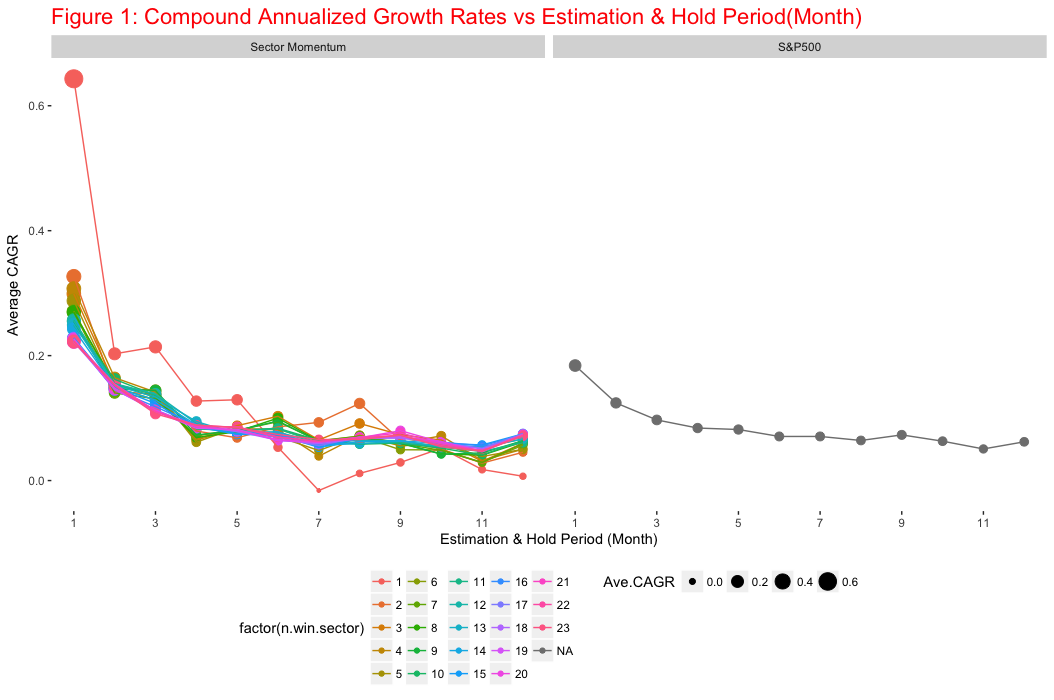 Figure 1: Compound Annualized Growth Rates vs Estimation & Hold Period(Month)
Sector Momentum
S&P500
Average CAGR
0.6
0.4
0.2
0.0
1 3 5 7 9 11
1 3 5 7 9 11
Estimation & Hold Period (Month)
factor(n.win.sector)
1 6 11 16 21
2 7 12 17 22
3 8 13 18 23
4 9 14 19 NA
5 10 15 20
Ave.CAGR 0.0 0.2 0.4 0.6